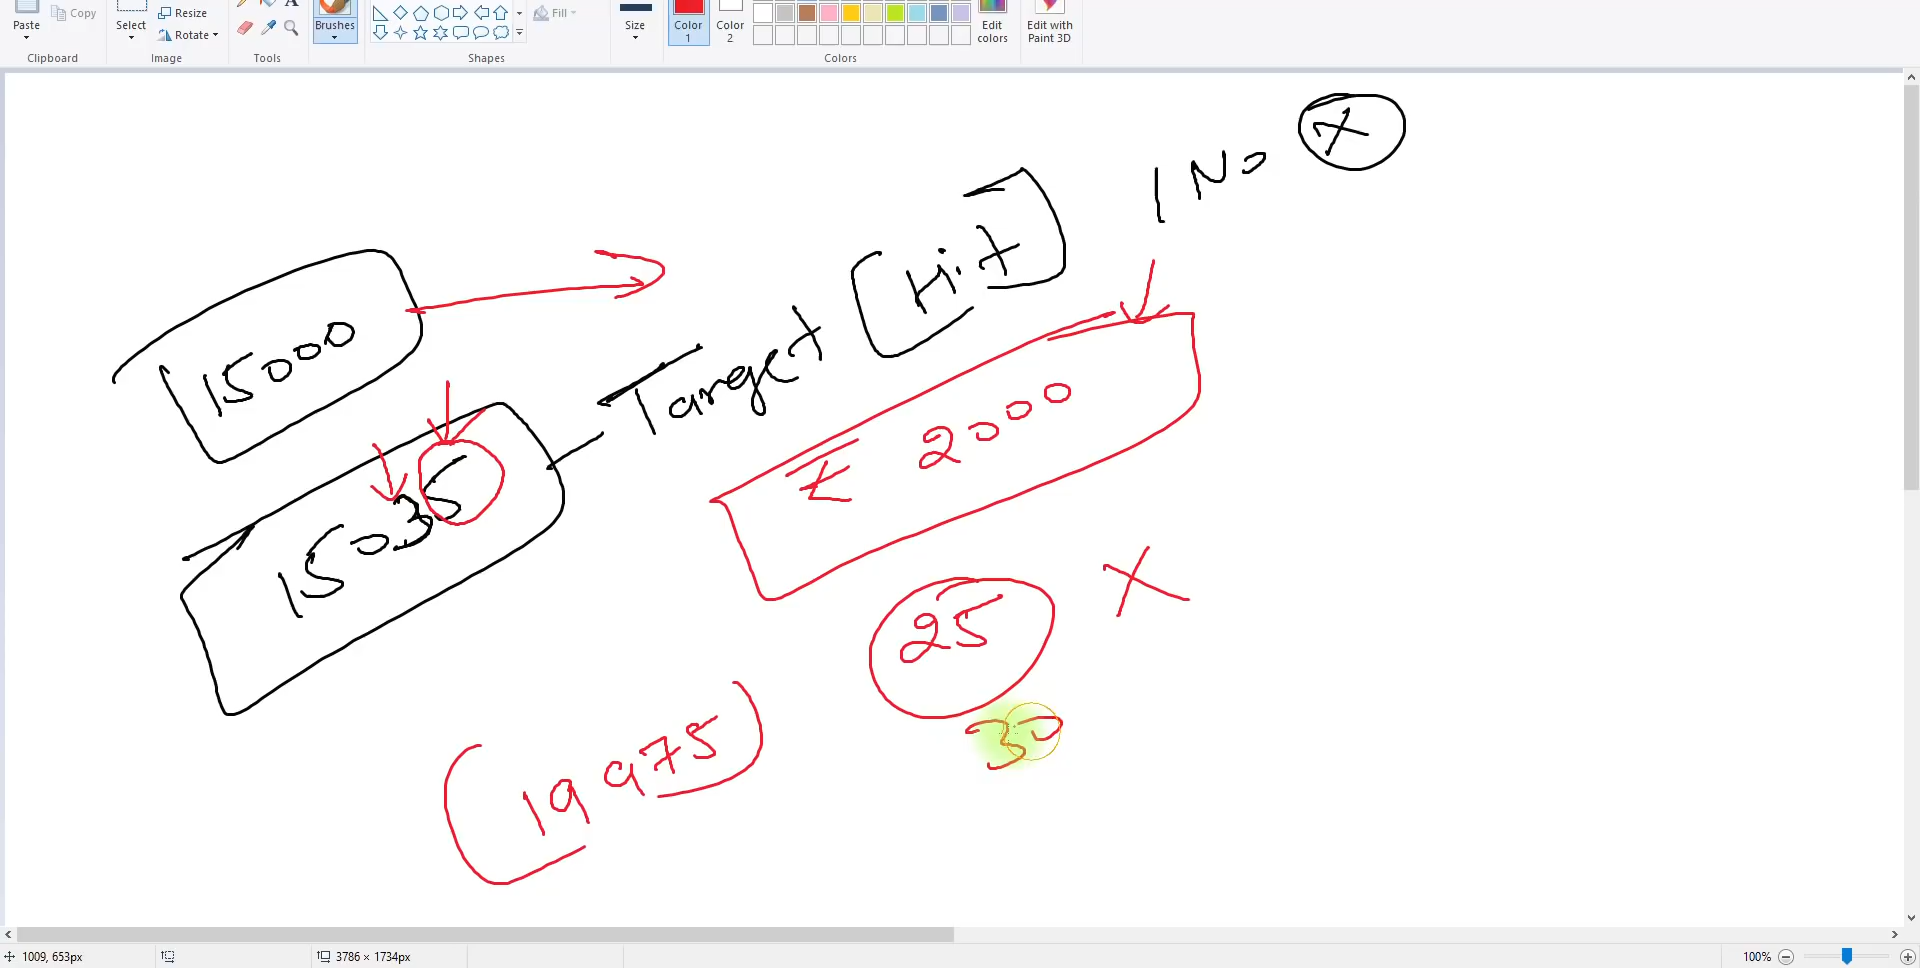 Paste
Copy
Clipboard
Select
Resize
Rotate
Image
A
Tools
Brushes
Shapes
Fill
Size
Color 1
Color 2
Colors
Edit colors
Edit with Paint 3D
1 No X
15000
Target [Hit]
15035
₹ 2000
25 X
30
(19975)
1009, 653px
3786 × 1734px
100%